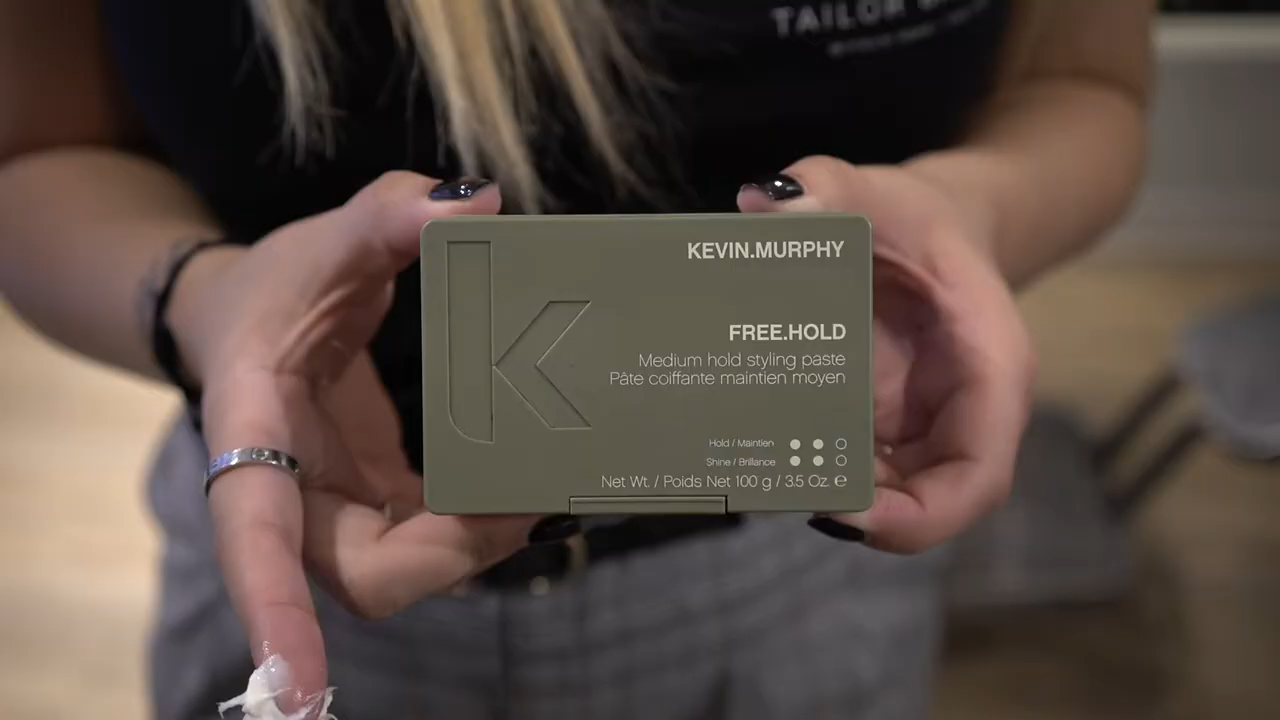 TAILOR
KEVIN.MURPHY
FREE.HOLD
Medium hold styling paste
Pâte coiffante maintien moyen
Hold / Maintien
Shine / Brillance
Net Wt. / Poids Net 100 g / 3.5 Oz. ℮